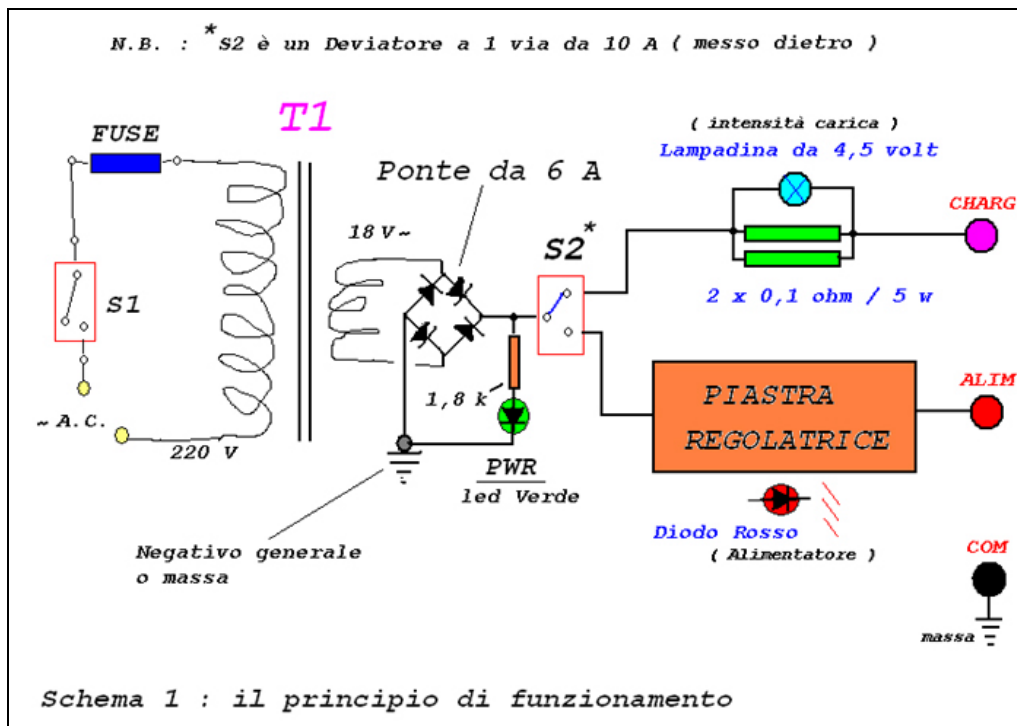 N.B. : *S2 è un Deviatore a 1 via da 10 A ( messo dietro )
T1
FUSE
( intensità carica )
Lampadina da 4,5 volt
Ponte da 6 A
CHARG
18 V~
S2*
S1
2 x 0,1 ohm / 5 w
PIASTRA
REGOLATRICE
ALIM
1,8 k
~ A.C.
220 V
PWR
led Verde
Diodo Rosso
( Alimentatore )
Negativo generale
o massa
COM
massa
Schema 1 : il principio di funzionamento